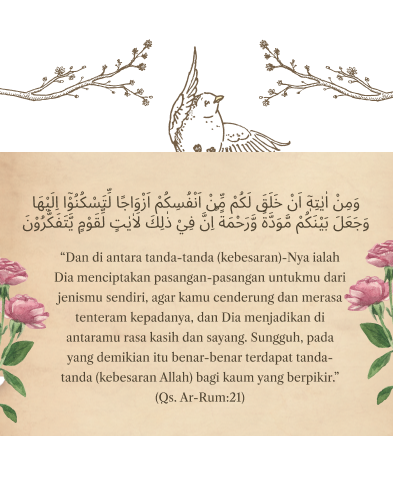 وَمِنْ اٰيٰتِهٖٓ اَنْ خَلَقَ لَكُمْ مِّنْ اَنْفُسِكُمْ اَزْوَاجًا لِّتَسْكُنُوْٓا اِلَيْهَا
وَجَعَلَ بَيْنَكُمْ مَّوَدَّةً وَّرَحْمَةً اِنَّ فِيْ ذٰلِكَ لَاٰيٰتٍ لِّقَوْمٍ يَّتَفَكَّرُوْنَ
“Dan di antara tanda-tanda (kebesaran)-Nya ialah
Dia menciptakan pasangan-pasangan untukmu dari
jenismu sendiri, agar kamu cenderung dan merasa
tenteram kepadanya, dan Dia menjadikan di
antaramu rasa kasih dan sayang. Sungguh, pada
yang demikian itu benar-benar terdapat tanda-
tanda (kebesaran Allah) bagi kaum yang berpikir.”
(Qs. Ar-Rum:21)